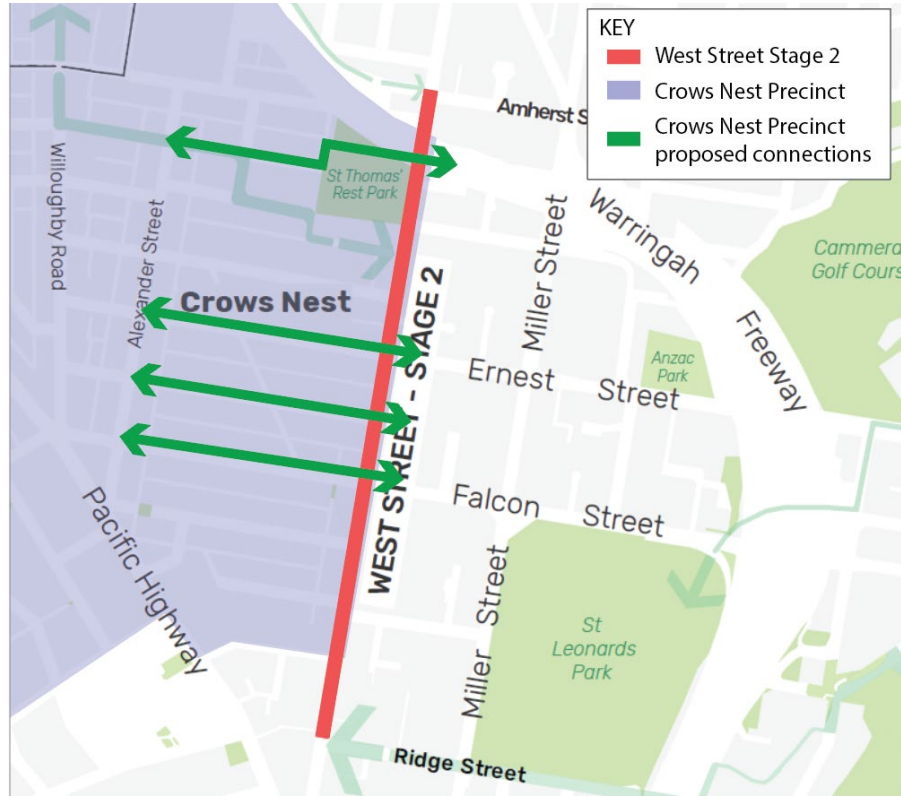 KEY
West Street Stage 2
Crows Nest Precinct
Crows Nest Precinct
proposed connections
Amherst S
St Thomas'
Rest Park
Willoughby Road
Alexander Street
Crows Nest
WEST STREET - STAGE 2
Miller Street
Warringah
Freeway
Cammera
Golf Cours
Anzac
Park
Ernest Street
Falcon Street
Pacific Highway
Miller Street
St
Leonards
Park
Ridge Street